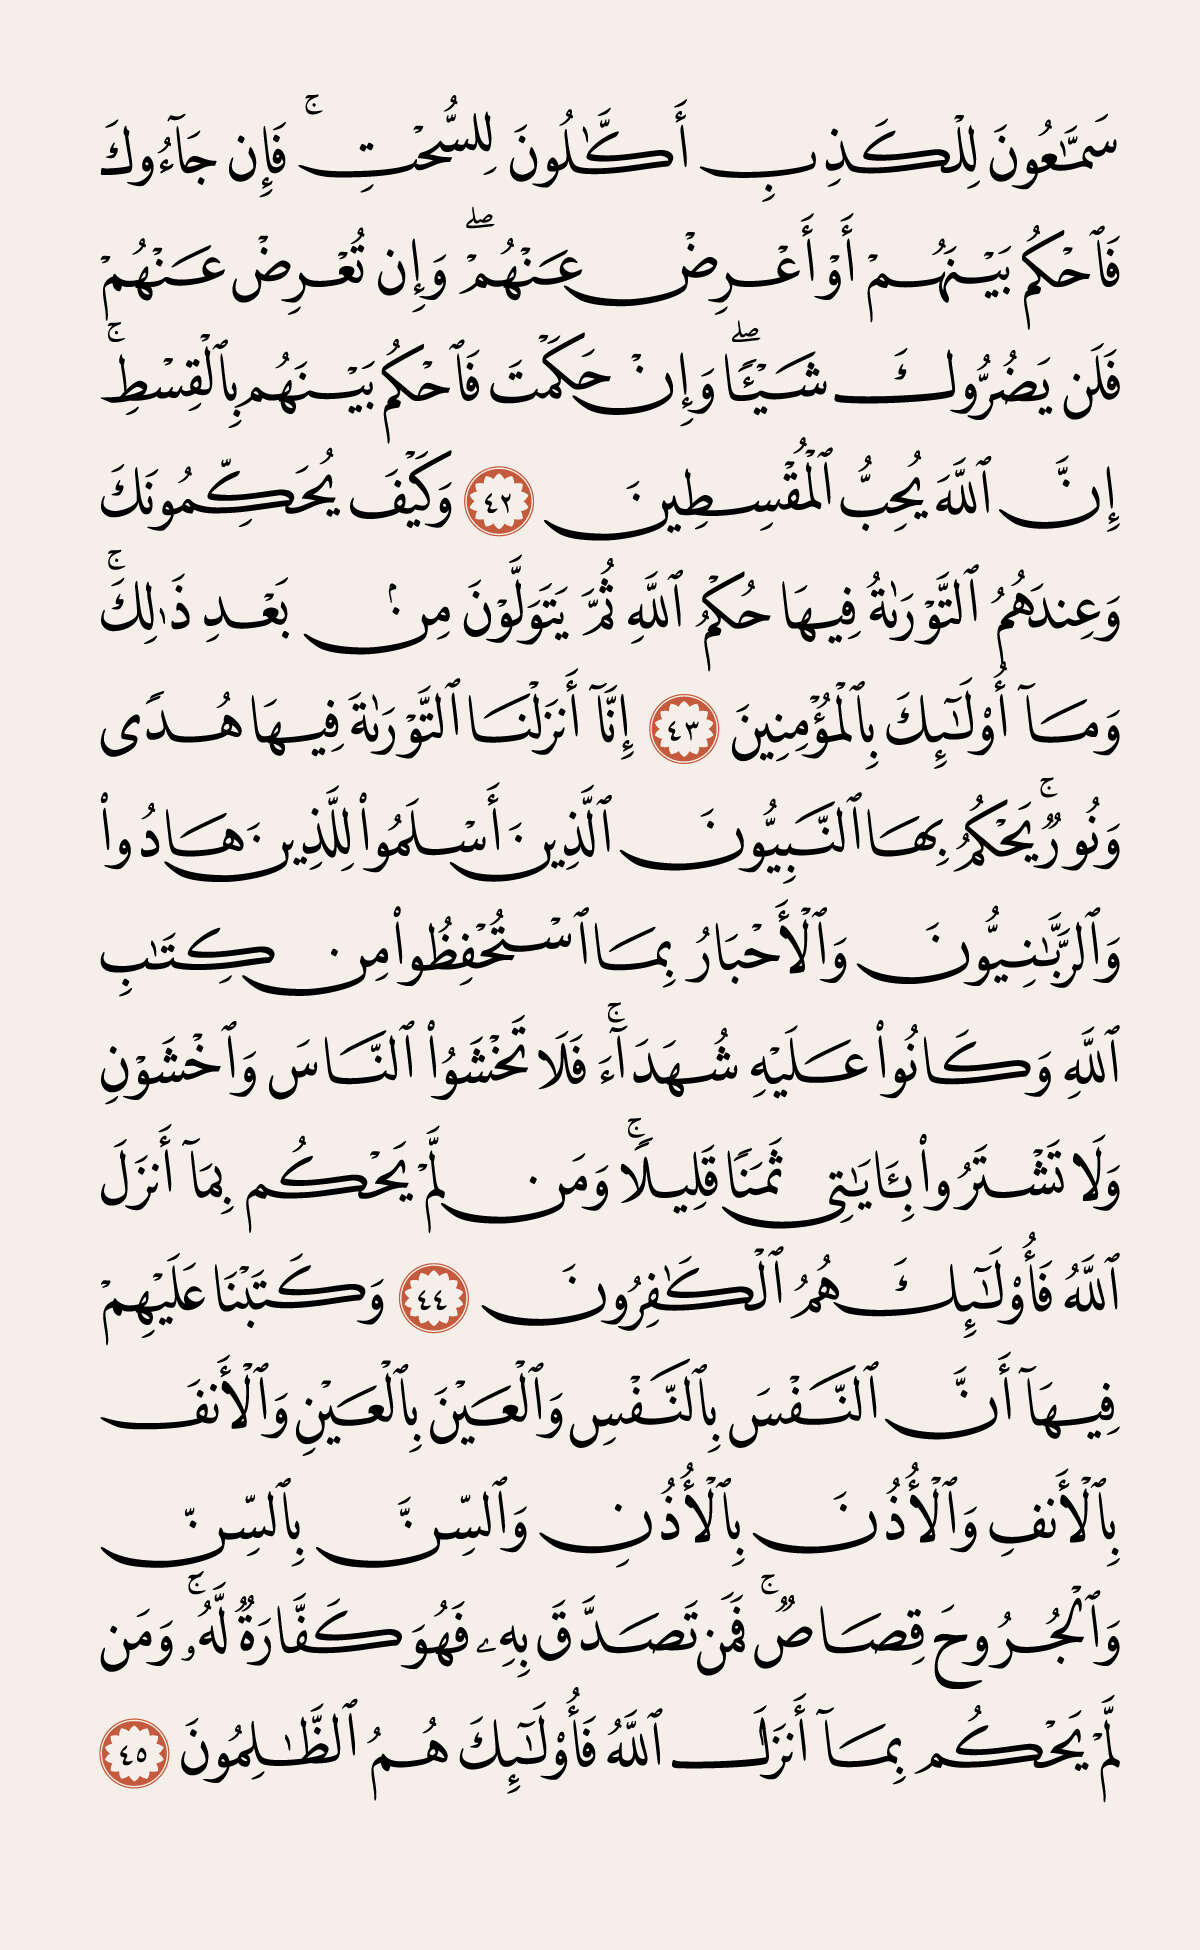 سَمَّٰعُونَ لِلْكَذِبِ أَكَّٰلُونَ لِلسُّحْتِ ۚ فَإِن جَآءُوكَ
فَٱحْكُم بَيْنَهُمْ أَوْ أَعْرِضْ عَنْهُمْ ۖ وَإِن تُعْرِضْ عَنْهُمْ
فَلَن يَضُرُّوكَ شَيْـًٔا ۖ وَإِنْ حَكَمْتَ فَٱحْكُم بَيْنَهُم بِٱلْقِسْطِ ۚ
إِنَّ ٱللَّهَ يُحِبُّ ٱلْمُقْسِطِينَ ٤٢ وَكَيْفَ يُحَكِّمُونَكَ
وَعِندَهُمُ ٱلتَّوْرَىٰةُ فِيهَا حُكْمُ ٱللَّهِ ثُمَّ يَتَوَلَّوْنَ مِنۢ بَعْدِ ذَٰلِكَ ۚ
وَمَآ أُو۟لَـٰٓئِكَ بِٱلْمُؤْمِنِينَ ٤٣ إِنَّآ أَنزَلْنَا ٱلتَّوْرَىٰةَ فِيهَا هُدًى
وَنُورٌ ۚ يَحْكُمُ بِهَا ٱلنَّبِيُّونَ ٱلَّذِينَ أَسْلَمُوا۟ لِلَّذِينَ هَادُوا۟
وَٱلرَّبَّـٰنِيُّونَ وَٱلْأَحْبَارُ بِمَا ٱسْتُحْفِظُوا۟ مِن كِتَـٰبِ
ٱللَّهِ وَكَانُوا۟ عَلَيْهِ شُهَدَآءَ ۚ فَلَا تَخْشَوُا۟ ٱلنَّاسَ وَٱخْشَوْنِ
وَلَا تَشْتَرُوا۟ بِـَٔايَـٰتِى ثَمَنًا قَلِيلًا ۚ وَمَن لَّمْ يَحْكُم بِمَآ أَنزَلَ
ٱللَّهُ فَأُو۟لَـٰٓئِكَ هُمُ ٱلْكَـٰفِرُونَ ٤٤ وَكَتَبْنَا عَلَيْهِمْ
فِيهَآ أَنَّ ٱلنَّفْسَ بِٱلنَّفْسِ وَٱلْعَيْنَ بِٱلْعَيْنِ وَٱلْأَنفَ
بِٱلْأَنفِ وَٱلْأُذُنَ بِٱلْأُذُنِ وَٱلسِّنَّ بِٱلسِّنِّ
وَٱلْجُرُوحَ قِصَاصٌ ۚ فَمَن تَصَدَّقَ بِهِۦ فَهُوَ كَفَّارَةٌ لَّهُۥ ۚ وَمَن
لَّمْ يَحْكُم بِمَآ أَنزَلَ ٱللَّهُ فَأُو۟لَـٰٓئِكَ هُمُ ٱلظَّـٰلِمُونَ ٤٥